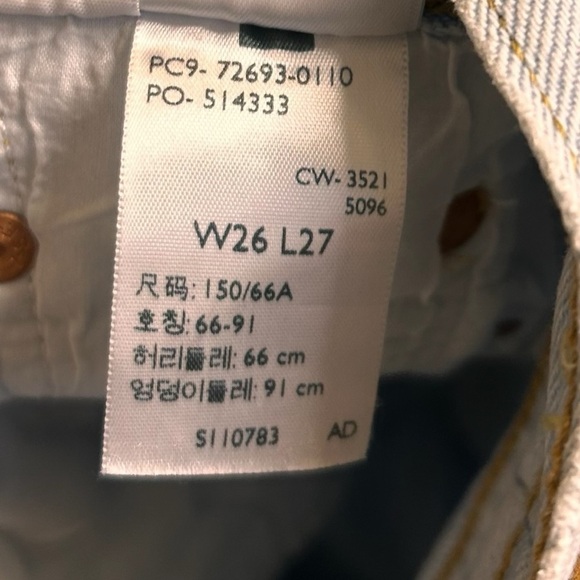 PC9- 72693-0110
PO- 514333
CW- 3521
5096
W26 L27
尺码: 150/66A
호칭: 66-91
허리둘레: 66 cm
엉덩이둘레: 91 cm
S110783 AD